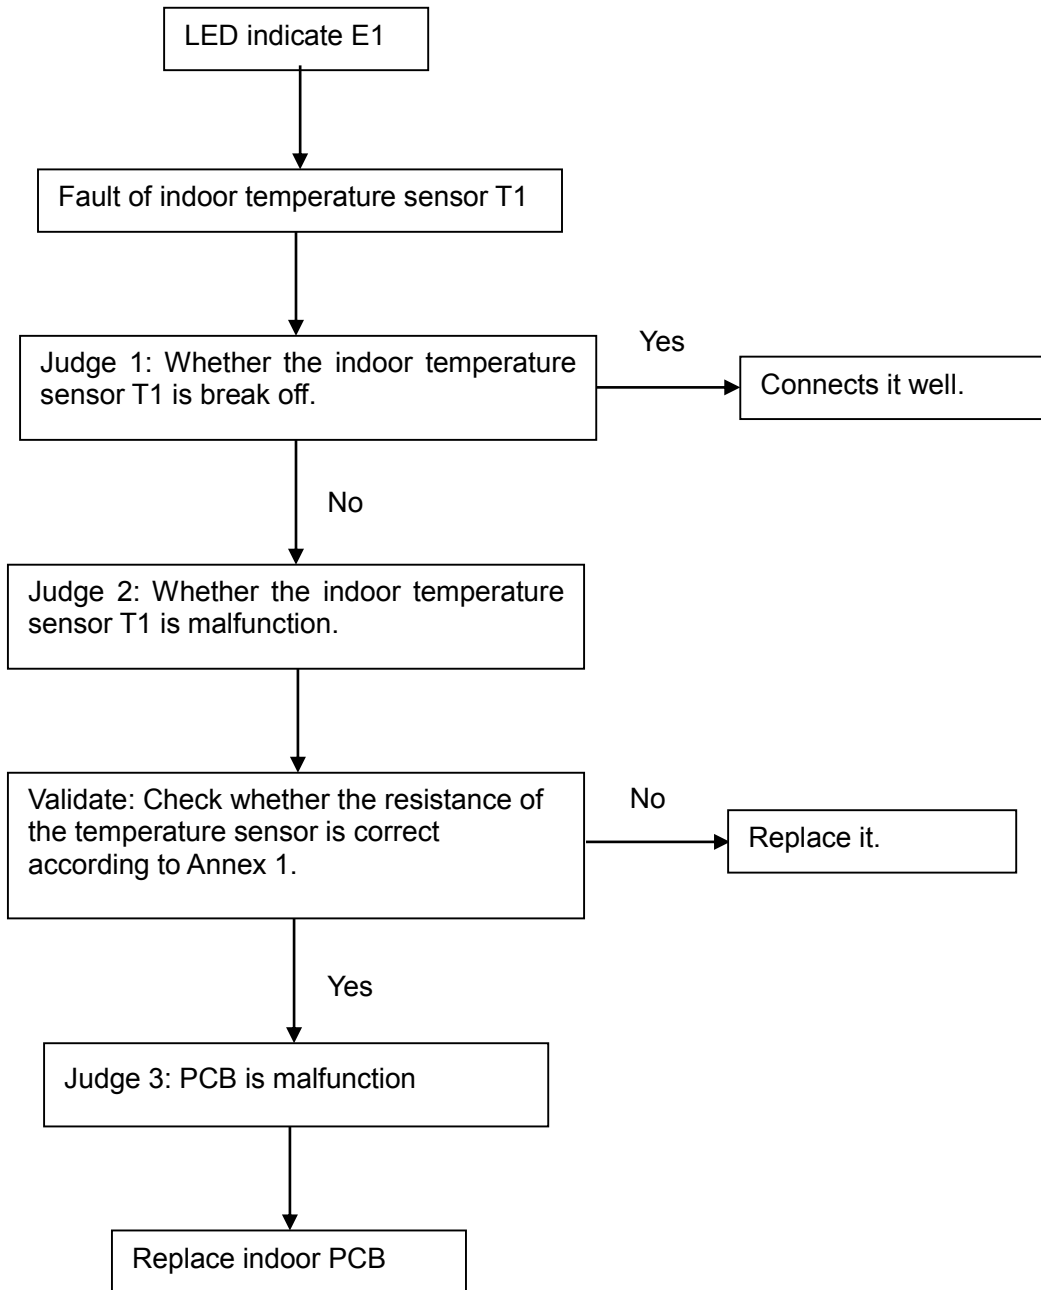 LED indicate E1
Fault of indoor temperature sensor T1
Judge 1: Whether the indoor temperature
sensor T1 is break off.
Yes
Connects it well.
No
Judge 2: Whether the indoor temperature
sensor T1 is malfunction.
Validate: Check whether the resistance of
the temperature sensor is correct
according to Annex 1.
No
Replace it.
Yes
Judge 3: PCB is malfunction
Replace indoor PCB